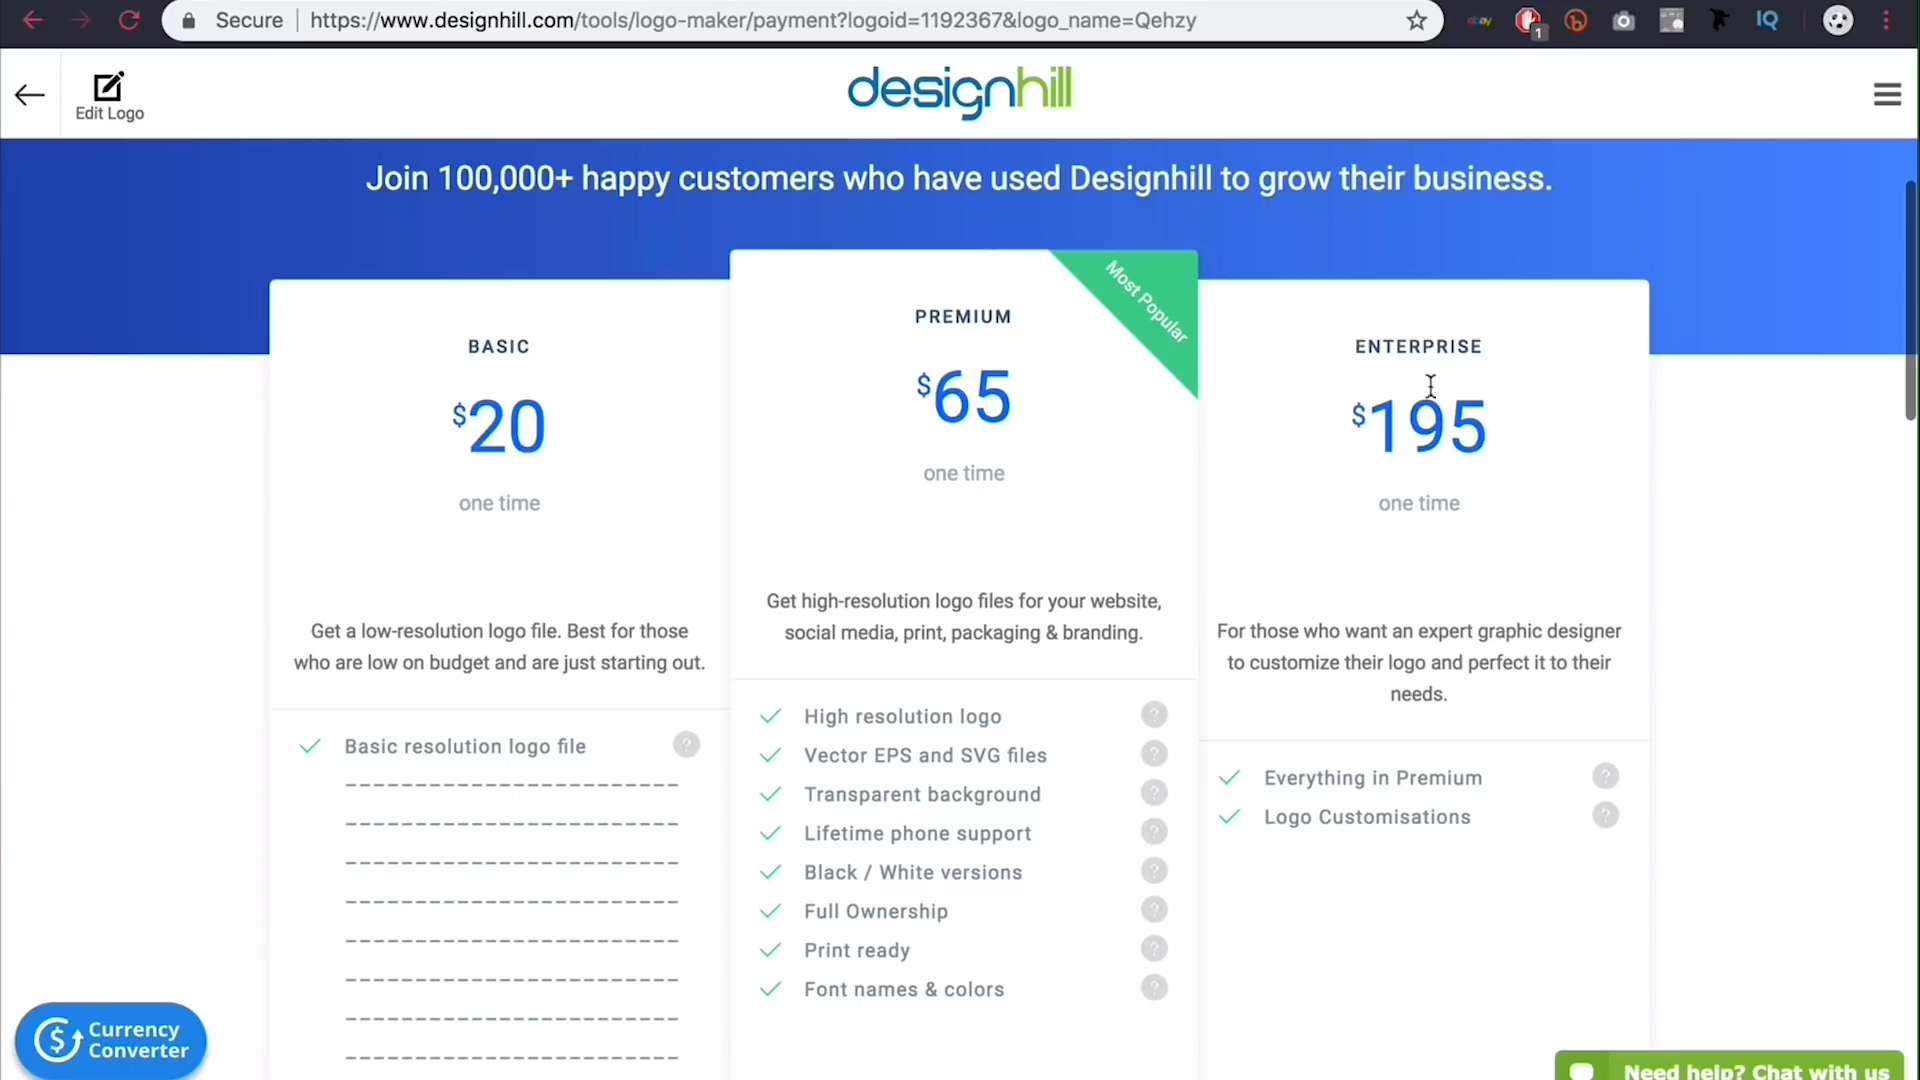 Secure
https://www.designhill.com/tools/logo-maker/payment?logoid=1192367&logo_name=Qehzy
ebay
1
IQ
Edit Logo
designhill
Join 100,000+ happy customers who have used Designhill to grow their business.
BASIC
$20
one time
Get a low-resolution logo file. Best for those
who are low on budget and are just starting out.
Basic resolution logo file
?
Most Popular
PREMIUM
$65
one time
Get high-resolution logo files for your website,
social media, print, packaging & branding.
High resolution logo
?
Vector EPS and SVG files
?
Transparent background
?
Lifetime phone support
?
Black / White versions
?
Full Ownership
?
Print ready
?
Font names & colors
?
ENTERPRISE
$195
one time
For those who want an expert graphic designer
to customize their logo and perfect it to their
needs.
Everything in Premium
?
Logo Customisations
?
$ Currency
Converter
Need help? Chat with us